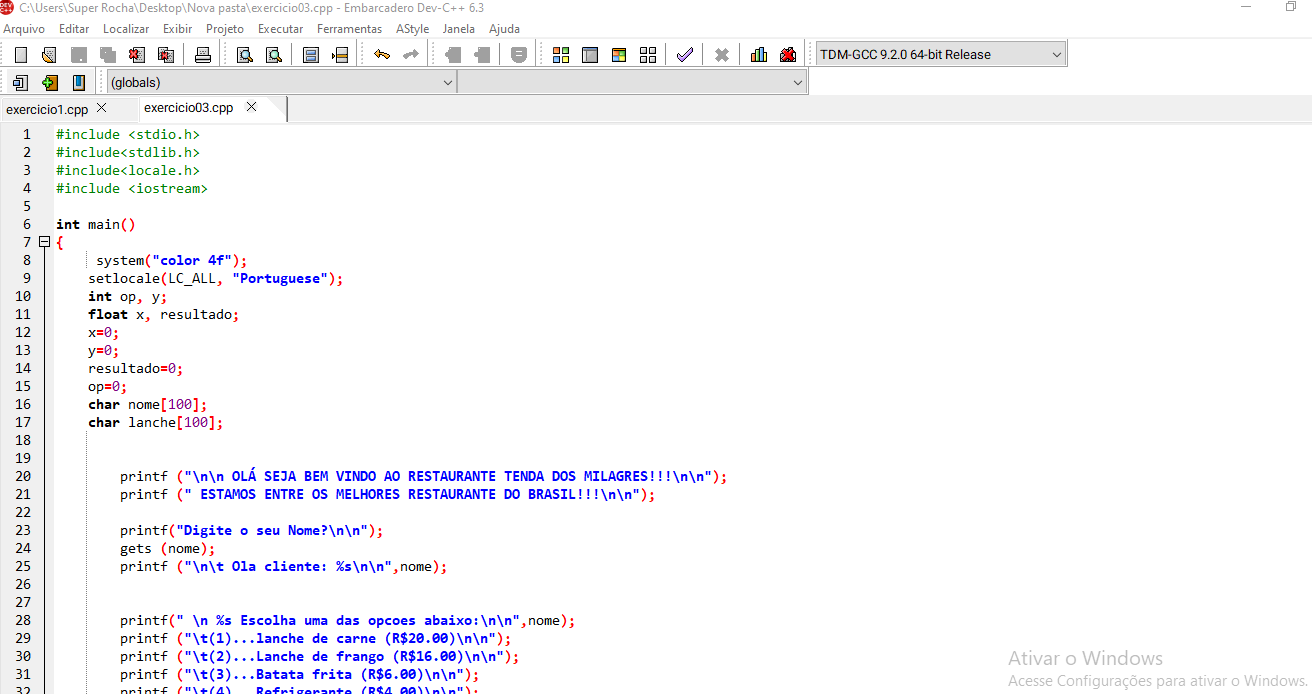 C:\Users\Super Rocha\Desktop\Nova pasta\exercicio03.cpp - Embarcadero Dev-C++ 6.3
Arquivo Editar Localizar Exibir Projeto Executar Ferramentas AStyle Janela Ajuda
TDM-GCC 9.2.0 64-bit Release
(globals)
exercicio1.cpp exercicio03.cpp
1 #include <stdio.h>
2 #include<stdlib.h>
3 #include<locale.h>
4 #include <iostream>
5
6 int main()
7 {
8 system("color 4f");
9 setlocale(LC_ALL, "Portuguese");
10 int op, y;
11 float x, resultado;
12 x=0;
13 y=0;
14 resultado=0;
15 op=0;
16 char nome[100];
17 char lanche[100];
18
19
20 printf ("\n\n OLÁ SEJA BEM VINDO AO RESTAURANTE TENDA DOS MILAGRES!!!\n\n");
21 printf (" ESTAMOS ENTRE OS MELHORES RESTAURANTE DO BRASIL!!!\n\n");
22
23 printf("Digite o seu Nome?\n\n");
24 gets (nome);
25 printf ("\n\t Ola cliente: %s\n\n",nome);
26
27
28 printf(" \n %s Escolha uma das opcoes abaixo:\n\n",nome);
29 printf ("\t(1)...lanche de carne (R$20.00)\n\n");
30 printf ("\t(2)...Lanche de frango (R$16.00)\n\n");
31 printf ("\t(3)...Batata frita (R$6.00)\n\n");
32 printf ("\t(4)...Refrigerante (R$4.00)\n\n");
Ativar o Windows
Acesse Configurações para ativar o Windows.